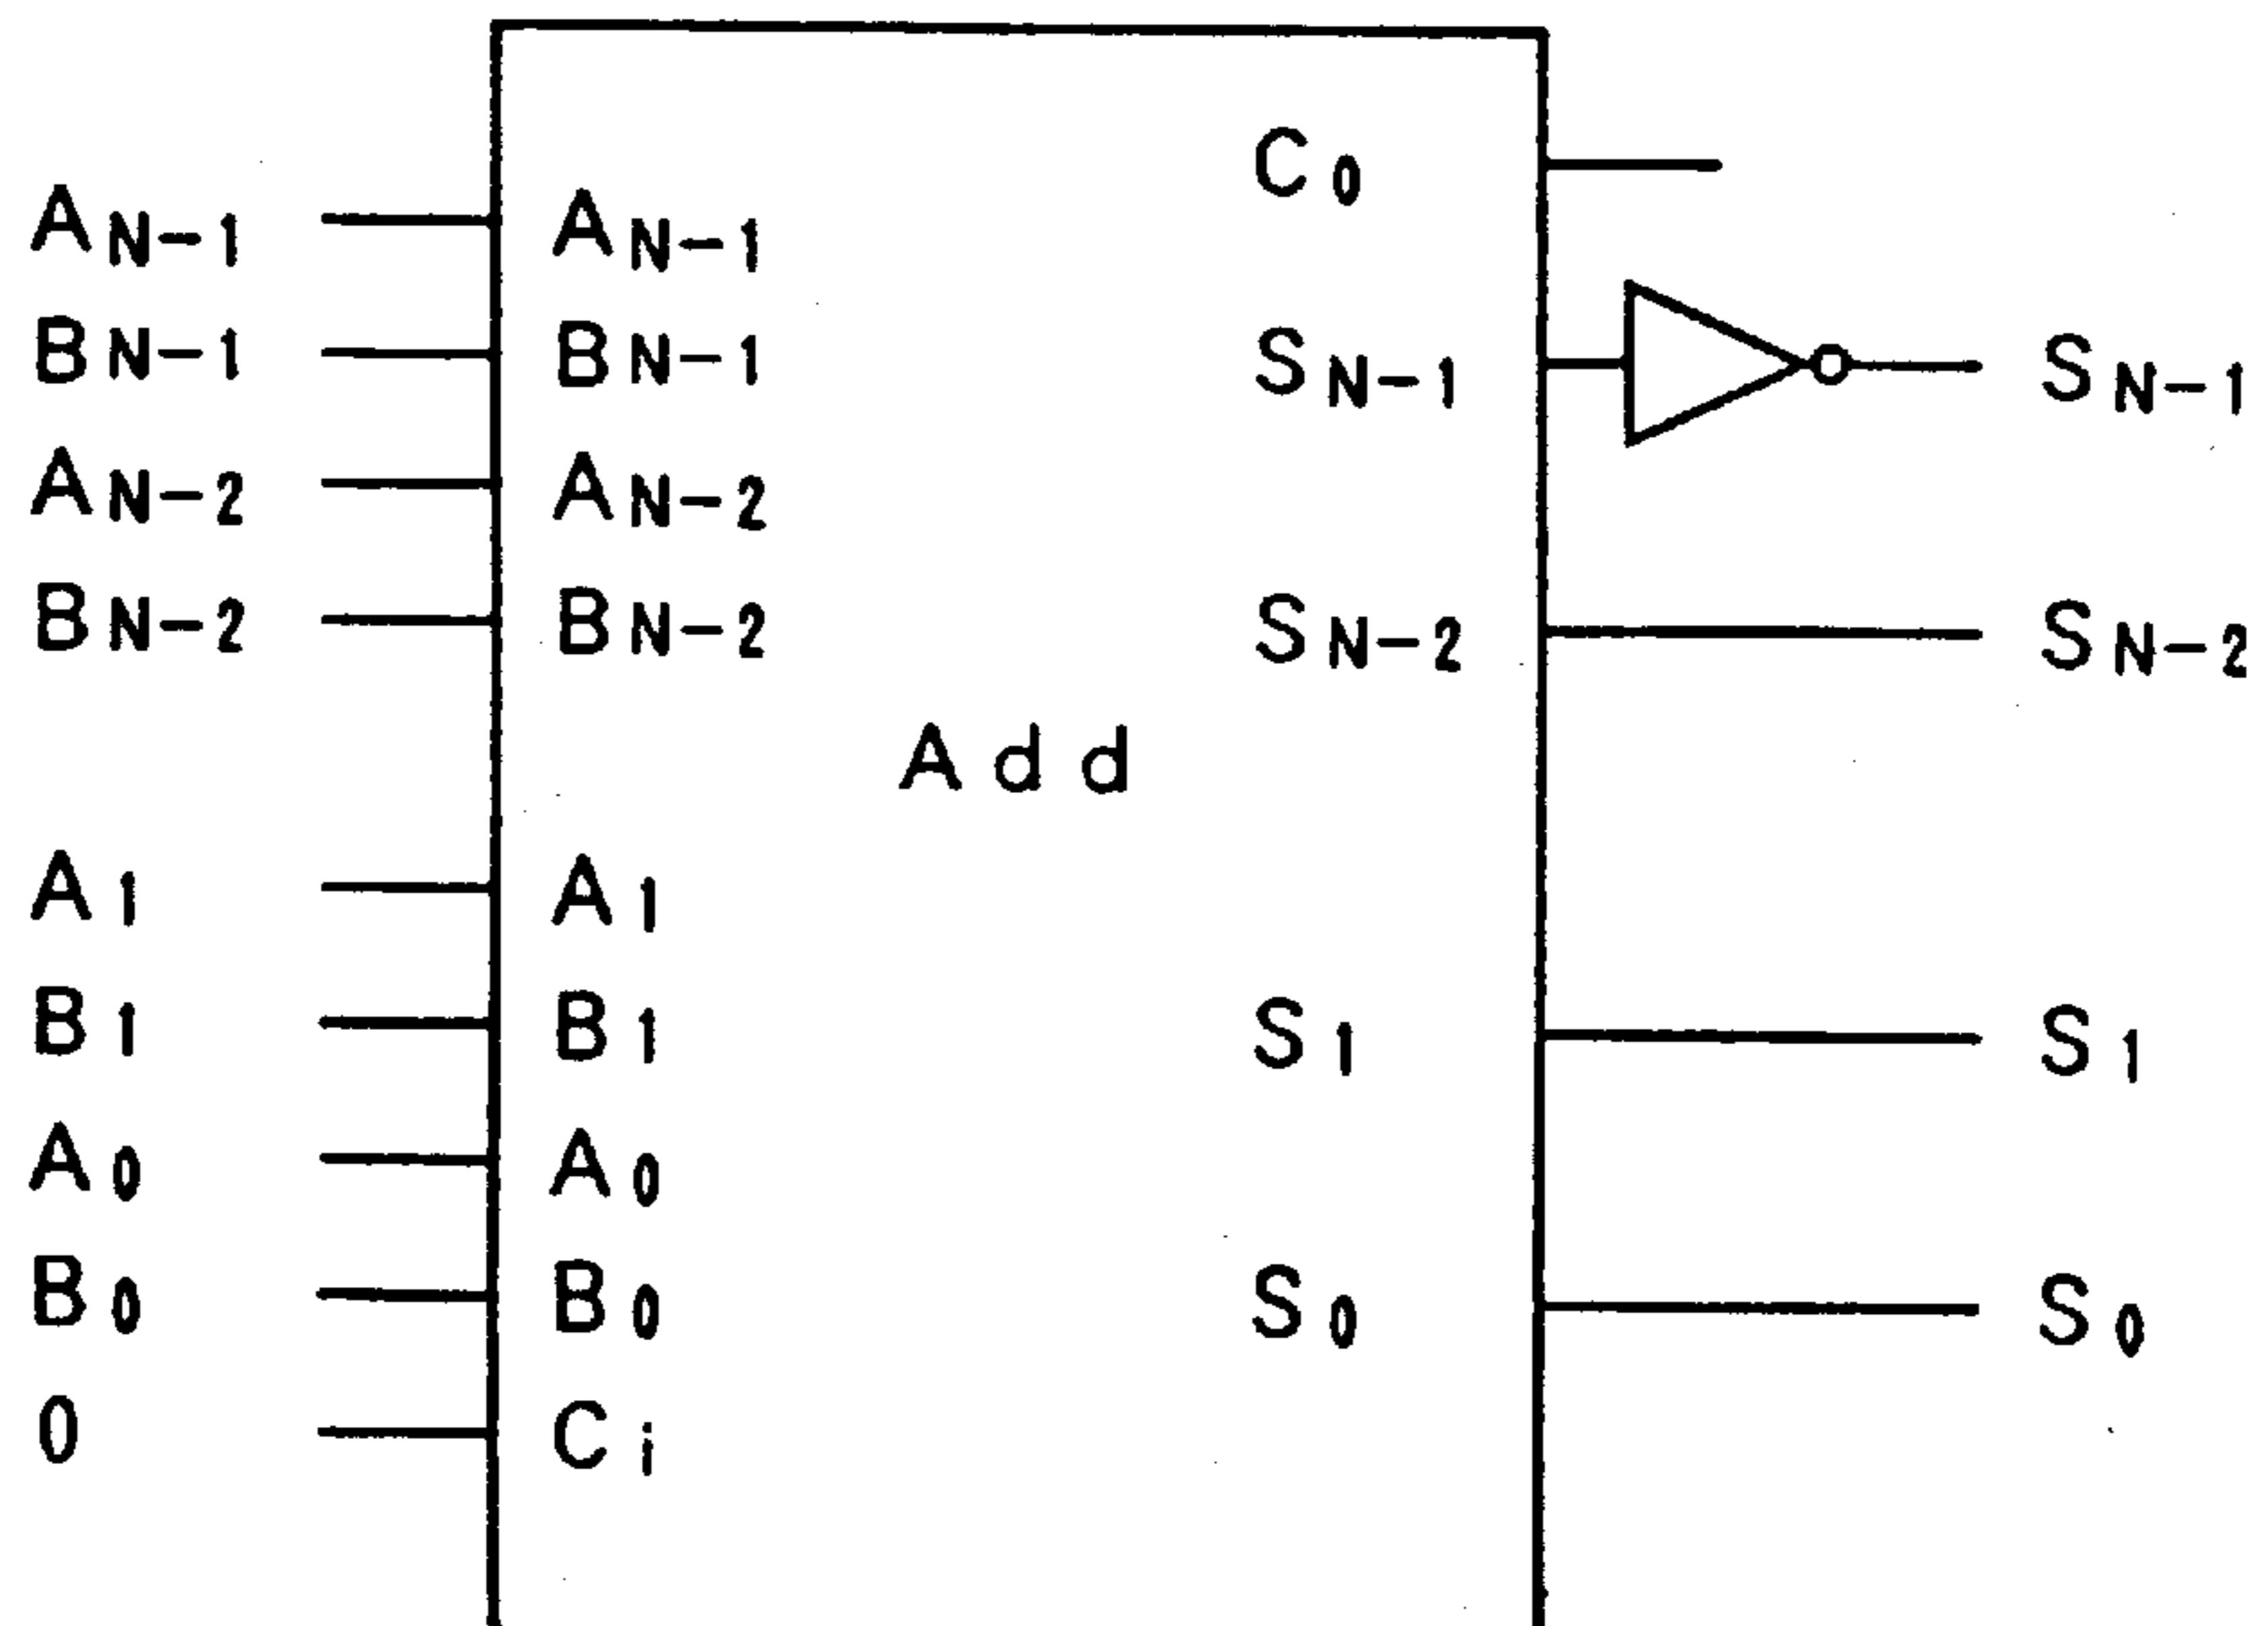 C₀
Aₙ₋₁ Aₙ₋₁
Bₙ₋₁ Bₙ₋₁ Sₙ₋₁ Sₙ₋₁
Aₙ₋₂ Aₙ₋₂
Bₙ₋₂ Bₙ₋₂ Sₙ₋₂ Sₙ₋₂
Add
A₁ A₁
B₁ B₁ S₁ S₁
A₀ A₀
B₀ B₀ S₀ S₀
0 Cᵢ